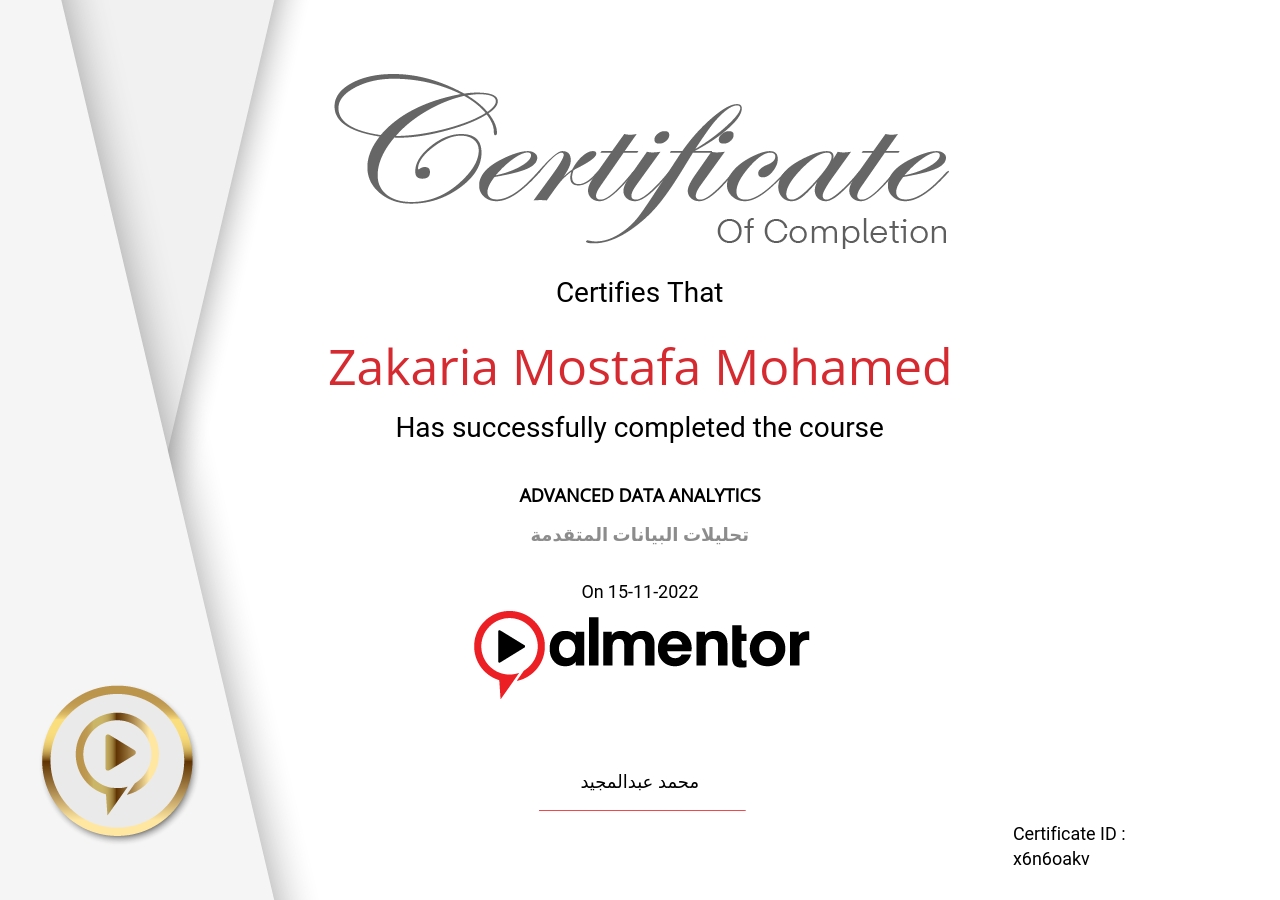 Certificate
Of Completion
Certifies That
Zakaria Mostafa Mohamed
Has successfully completed the course
ADVANCED DATA ANALYTICS
تحليلات البيانات المتقدمة
On 15-11-2022
almentor
محمد عبدالمجيد
Certificate ID :
x6n6oakv